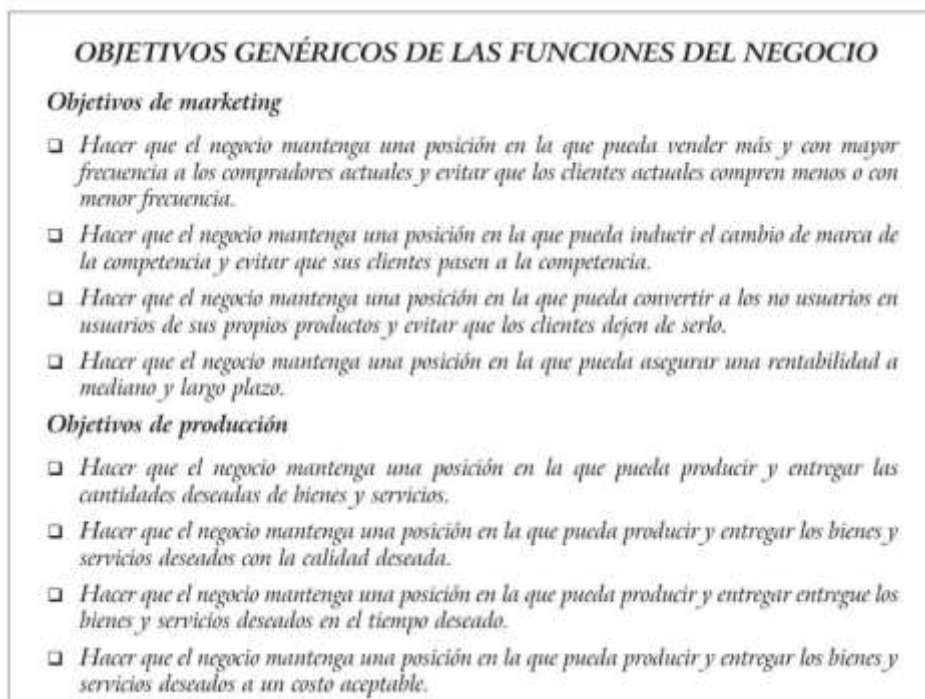 OBJETIVOS GENÉRICOS DE LAS FUNCIONES DEL NEGOCIO
Objetivos de marketing
❑ Hacer que el negocio mantenga una posición en la que pueda vender más y con mayor
frecuencia a los compradores actuales y evitar que los clientes actuales compren menos o con
menor frecuencia.
❑ Hacer que el negocio mantenga una posición en la que pueda inducir el cambio de marca de
la competencia y evitar que sus clientes pasen a la competencia.
❑ Hacer que el negocio mantenga una posición en la que pueda convertir a los no usuarios en
usuarios de sus propios productos y evitar que los clientes dejen de serlo.
❑ Hacer que el negocio mantenga una posición en la que pueda asegurar una rentabilidad a
mediano y largo plazo.
Objetivos de producción
❑ Hacer que el negocio mantenga una posición en la que pueda producir y entregar las
cantidades deseadas de bienes y servicios.
❑ Hacer que el negocio mantenga una posición en la que pueda producir y entregar los bienes y
servicios deseados con la calidad deseada.
❑ Hacer que el negocio mantenga una posición en la que pueda producir y entregar entregue los
bienes y servicios deseados en el tiempo deseado.
❑ Hacer que el negocio mantenga una posición en la que pueda producir y entregar los bienes y
servicios deseados a un costo aceptable.